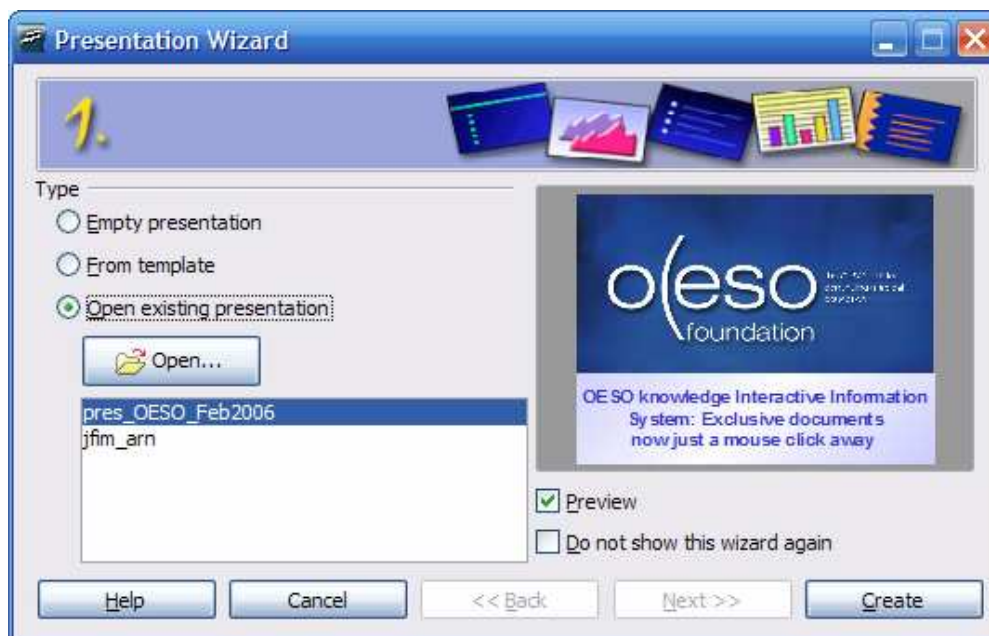 Presentation Wizard
1.
Type
Empty presentation
From template
Open existing presentation
Open...
pres_OESO_Feb2006
jfim_arn
o(eso
foundation
OESO knowledge Interactive Information
System: Exclusive documents
now just a mouse click away
Preview
Do not show this wizard again
Help
Cancel
<< Back
Next >>
Create